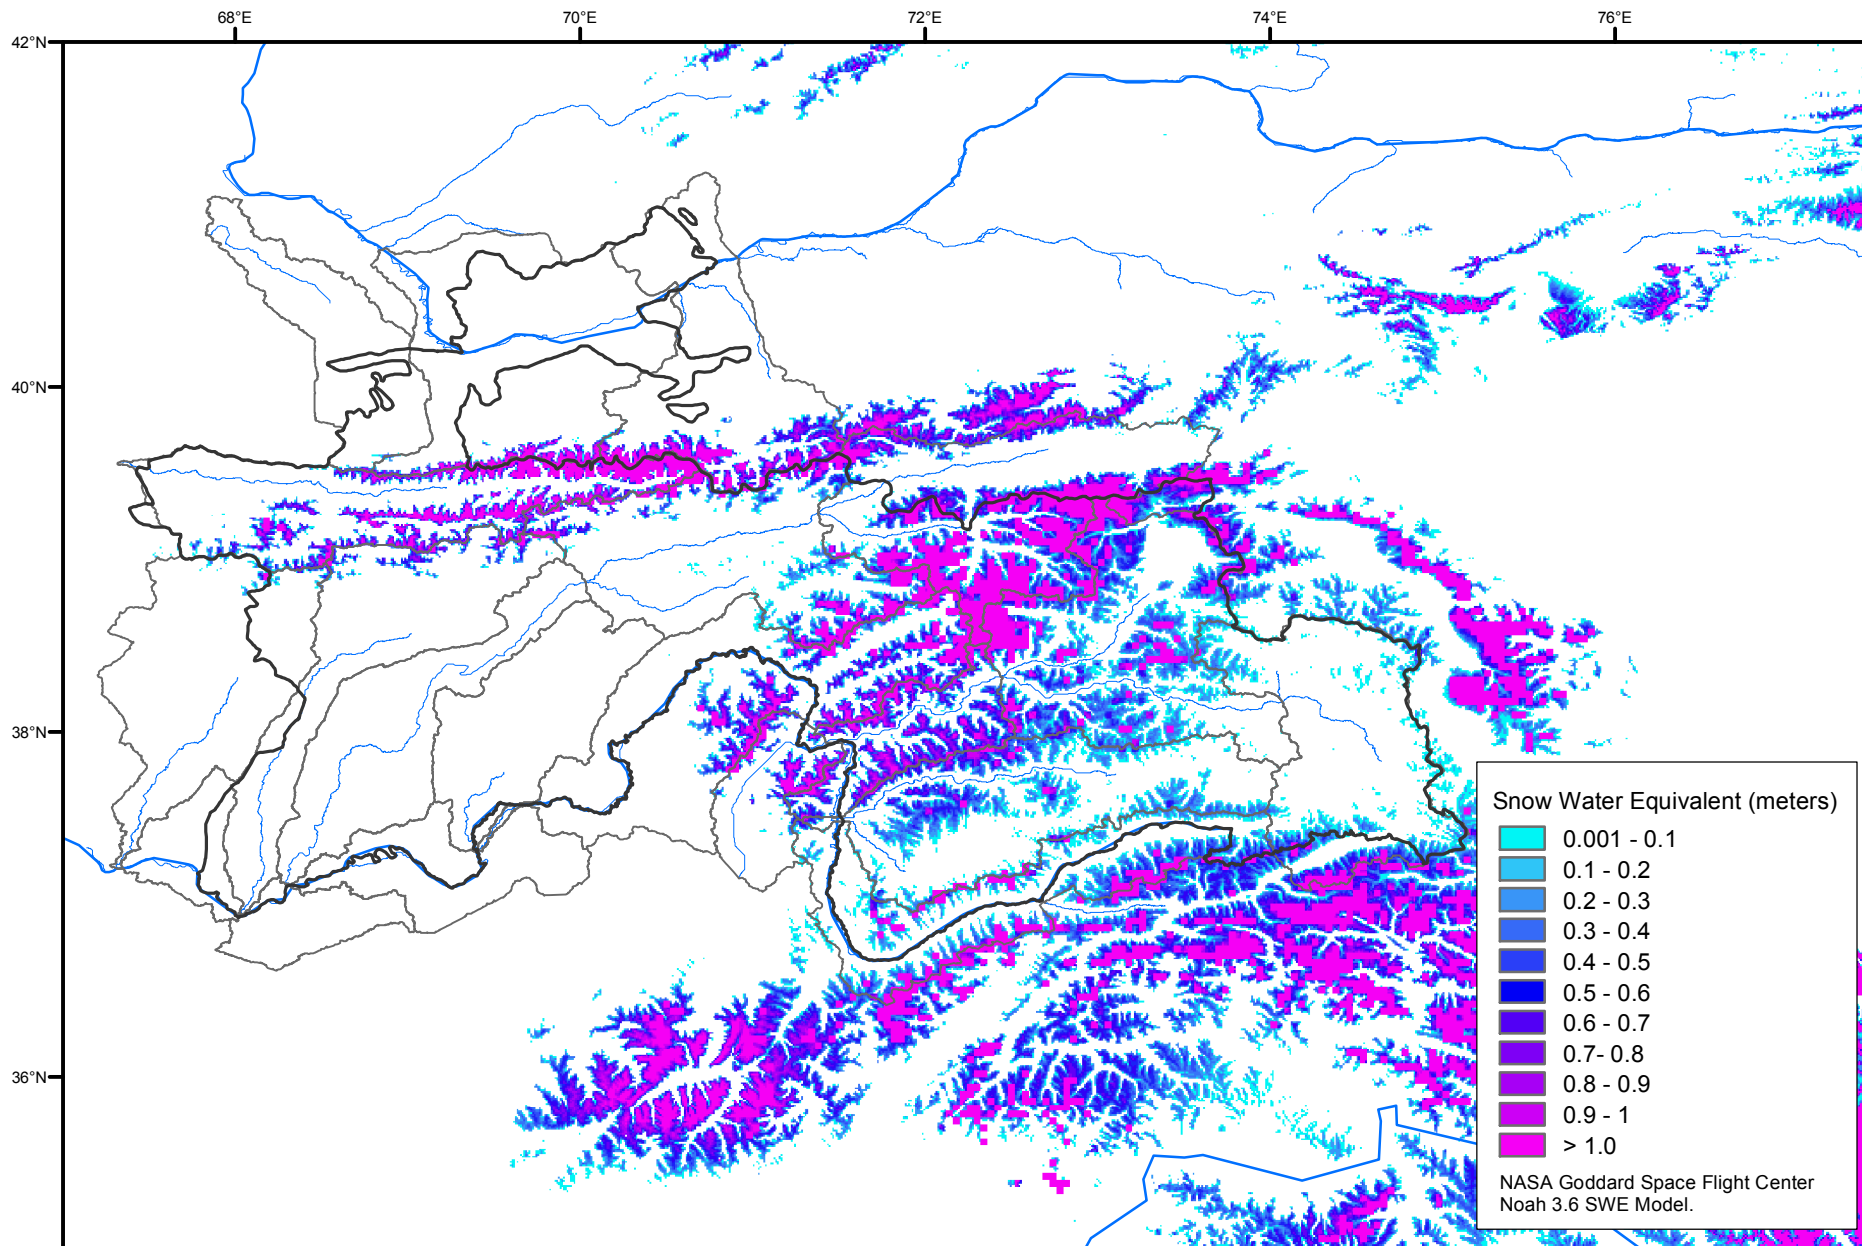 68°E 70°E 72°E 74°E 76°E
42°N
40°N
38°N
36°N
Snow Water Equivalent (meters)
0.001 - 0.1
0.1 - 0.2
0.2 - 0.3
0.3 - 0.4
0.4 - 0.5
0.5 - 0.6
0.6 - 0.7
0.7- 0.8
0.8 - 0.9
0.9 - 1
> 1.0
NASA Goddard Space Flight Center
Noah 3.6 SWE Model.